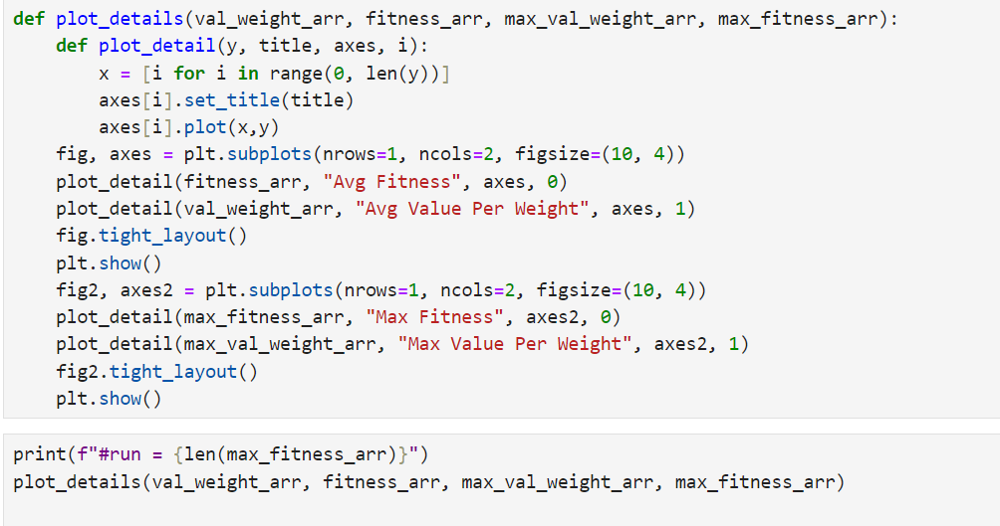 def plot_details(val_weight_arr, fitness_arr, max_val_weight_arr, max_fitness_arr):
    def plot_detail(y, title, axes, i):
        x = [i for i in range(0, len(y))]
        axes[i].set_title(title)
        axes[i].plot(x,y)
    fig, axes = plt.subplots(nrows=1, ncols=2, figsize=(10, 4))
    plot_detail(fitness_arr, "Avg Fitness", axes, 0)
    plot_detail(val_weight_arr, "Avg Value Per Weight", axes, 1)
    fig.tight_layout()
    plt.show()
    fig2, axes2 = plt.subplots(nrows=1, ncols=2, figsize=(10, 4))
    plot_detail(max_fitness_arr, "Max Fitness", axes2, 0)
    plot_detail(max_val_weight_arr, "Max Value Per Weight", axes2, 1)
    fig2.tight_layout()
    plt.show()
print(f"#run = {len(max_fitness_arr)}")
plot_details(val_weight_arr, fitness_arr, max_val_weight_arr, max_fitness_arr)